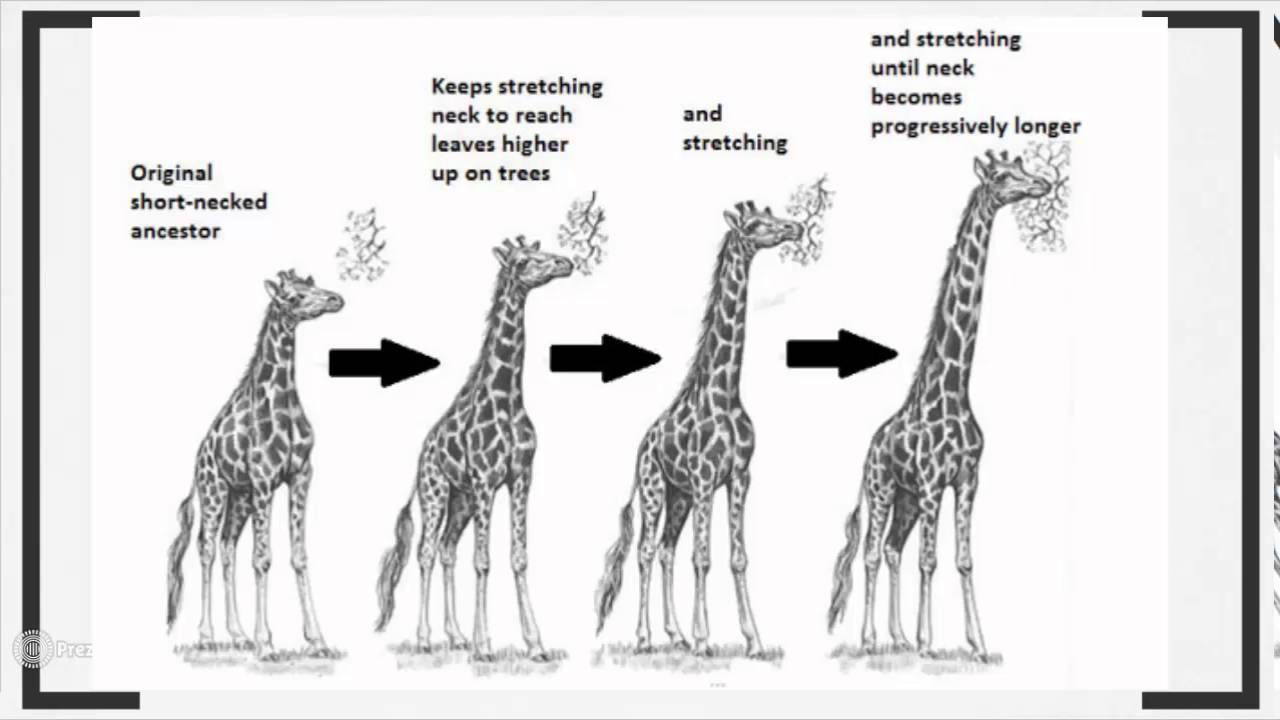 Original
short-necked
ancestor
Keeps stretching
neck to reach
leaves higher
up on trees
and
stretching
and stretching
until neck
becomes
progressively longer
Prez